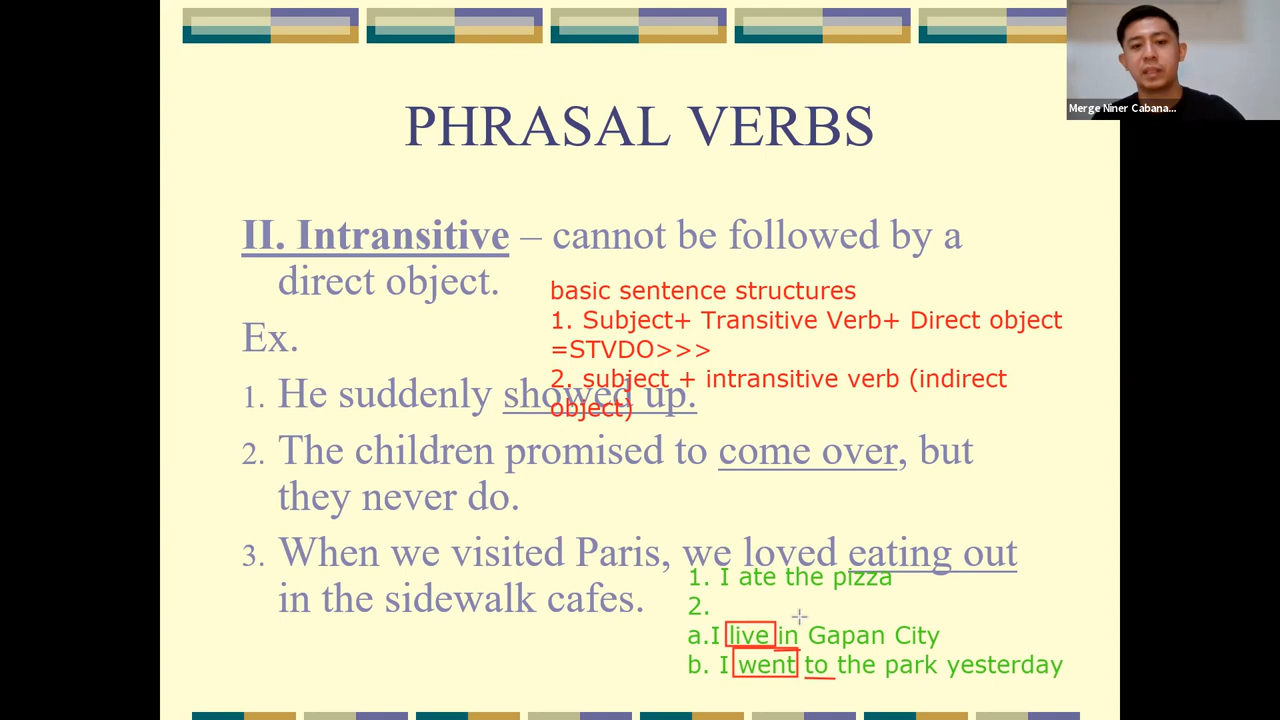 Merge Niner Cabana...
PHRASAL VERBS
II. Intransitive – cannot be followed by a
direct object.
basic sentence structures
1. Subject+ Transitive Verb+ Direct object
=STVDO>>>
2. subject + intransitive verb (indirect
object)
Ex.
1. He suddenly showed up.
2. The children promised to come over, but
they never do.
3. When we visited Paris, we loved eating out
in the sidewalk cafes.
1. I ate the pizza
2.
a.I live in Gapan City
b. I went to the park yesterday